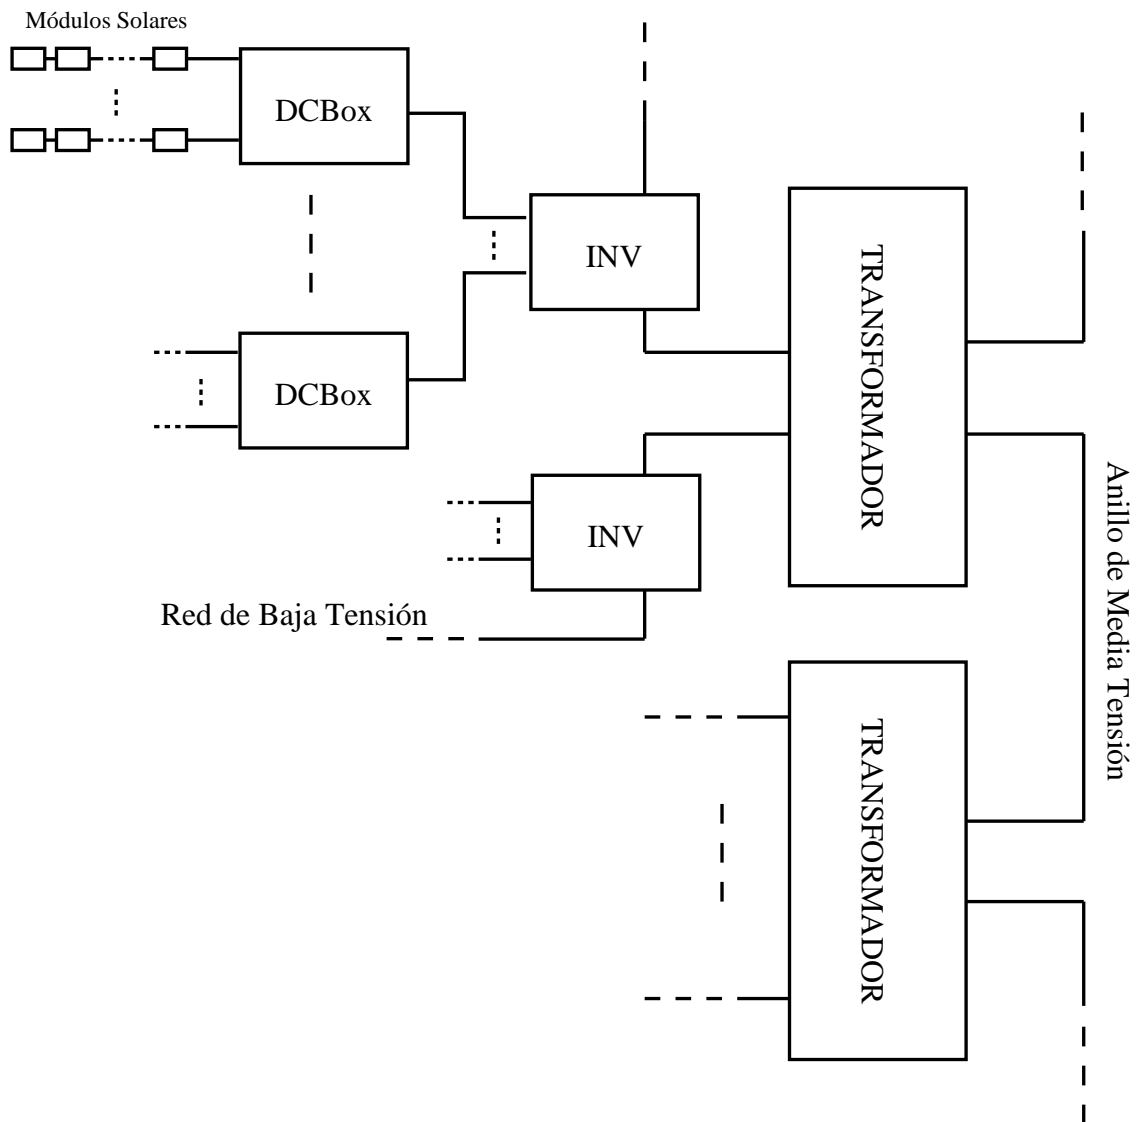 Módulos Solares
DCBox
INV
TRANSFORMADOR
DCBox
INV
Anillo de Media Tensión
Red de Baja Tensión
TRANSFORMADOR